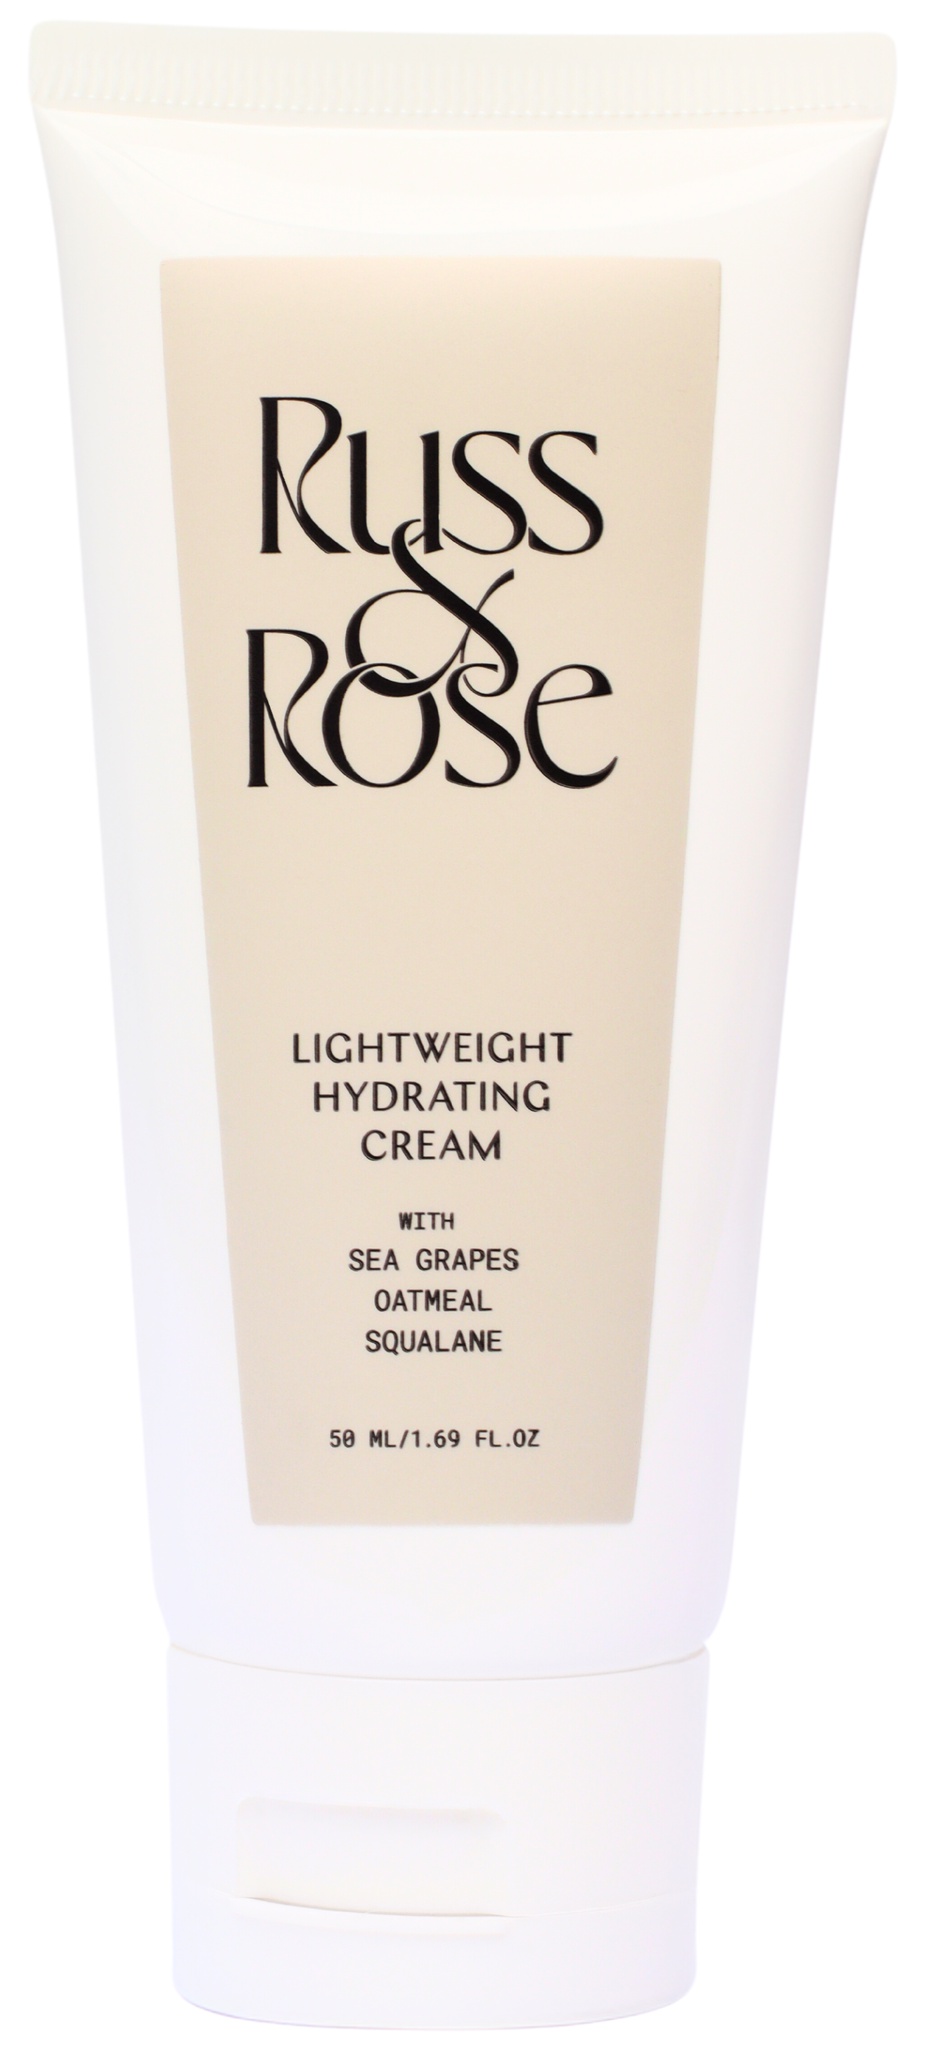 Russ
&
Rose
LIGHTWEIGHT
HYDRATING
CREAM
WITH
SEA GRAPES
OATMEAL
SQUALANE
50 ML/1.69 FL.OZ